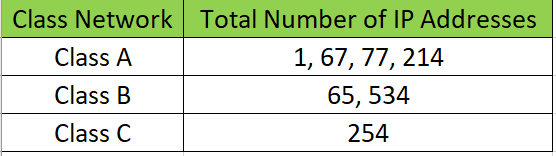 Class Network Total Number of IP Addresses
Class A 1, 67, 77, 214
Class B 65, 534
Class C 254